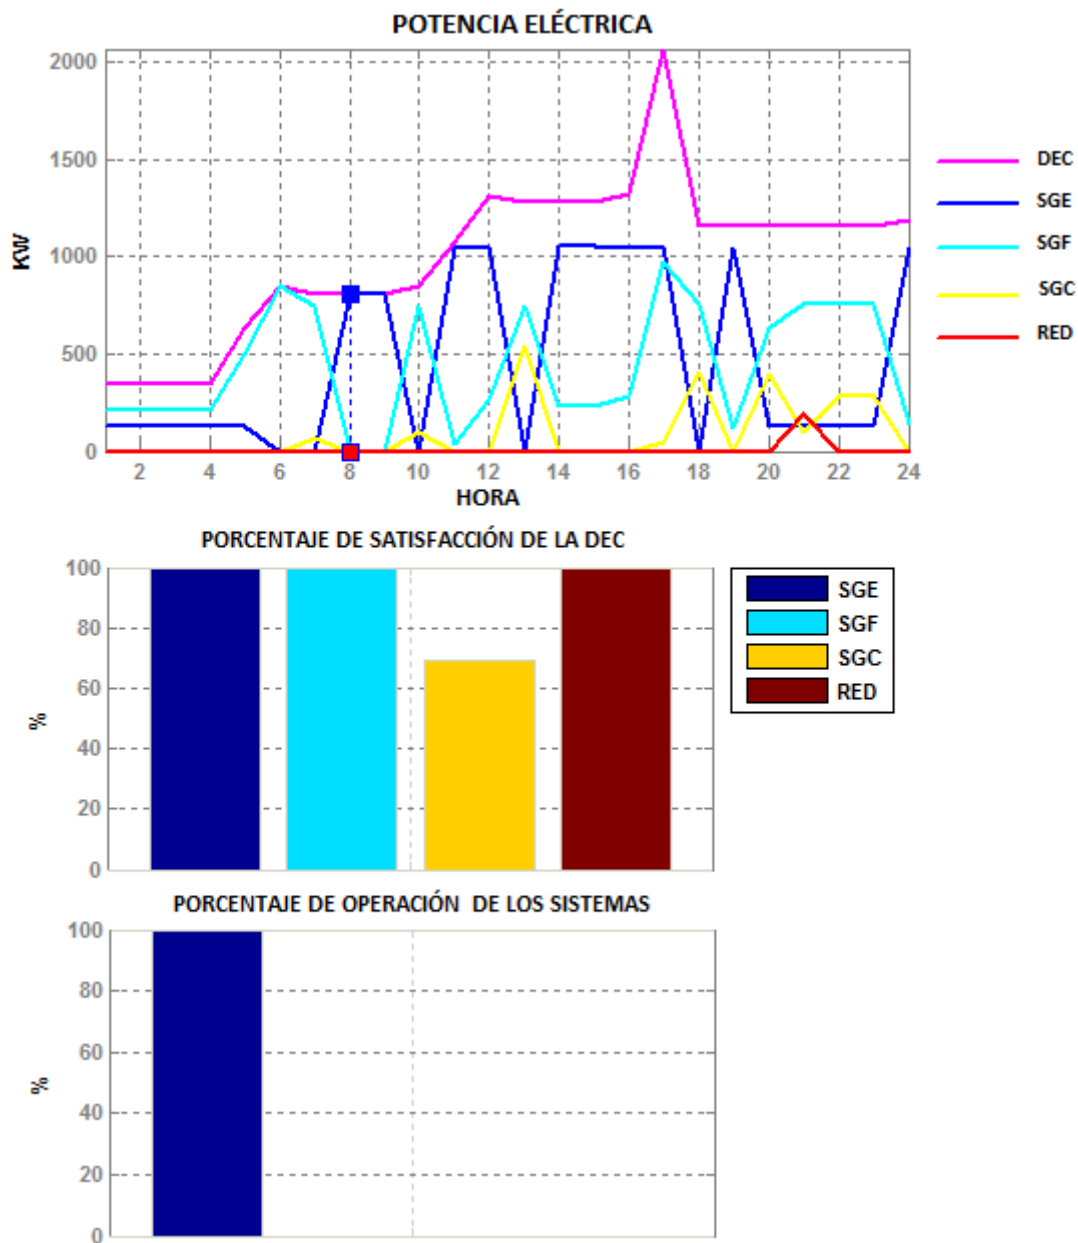 POTENCIA ELÉCTRICA
2000
1500
1000
500
0
KW
2 4 6 8 10 12 14 16 18 20 22 24
HORA
DEC
SGE
SGF
SGC
RED
PORCENTAJE DE SATISFACCIÓN DE LA DEC
100
80
60
40
20
0
%
SGE
SGF
SGC
RED
PORCENTAJE DE OPERACIÓN DE LOS SISTEMAS
100
80
60
40
20
0
%